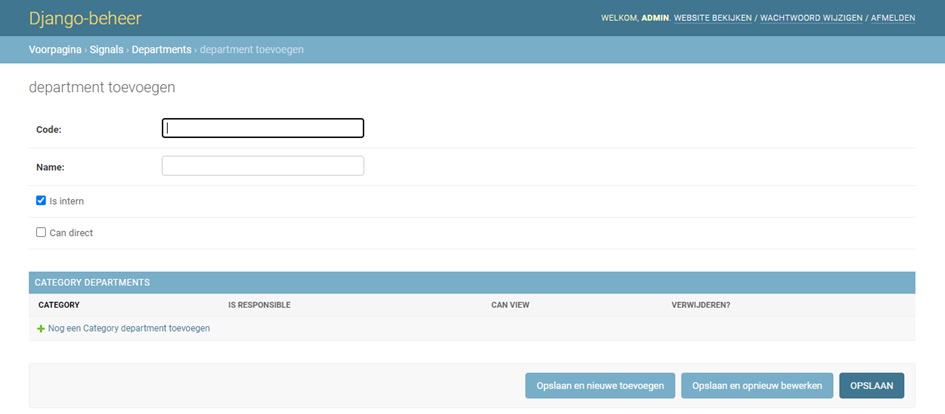 Django-beheer
WELKOM, ADMIN. WEBSITE BEKIJKEN / WACHTWOORD WIJZIGEN / AFMELDEN
Voorpagina › Signals › Departments › department toevoegen
department toevoegen
Code:
Name:
Is intern
Can direct
CATEGORY DEPARTMENTS
CATEGORY IS RESPONSIBLE CAN VIEW VERWIJDEREN?
Nog een Category department toevoegen
Opslaan en nieuwe toevoegen Opslaan en opnieuw bewerken OPSLAAN